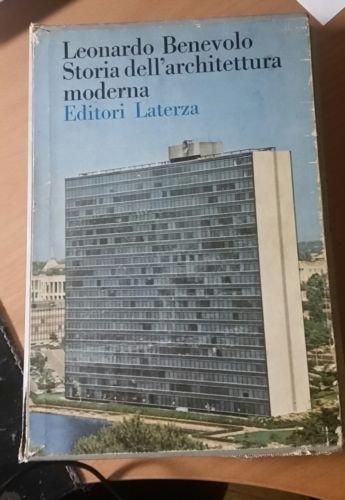 Leonardo Benevolo
Storia dell'architettura
moderna
Editori Laterza